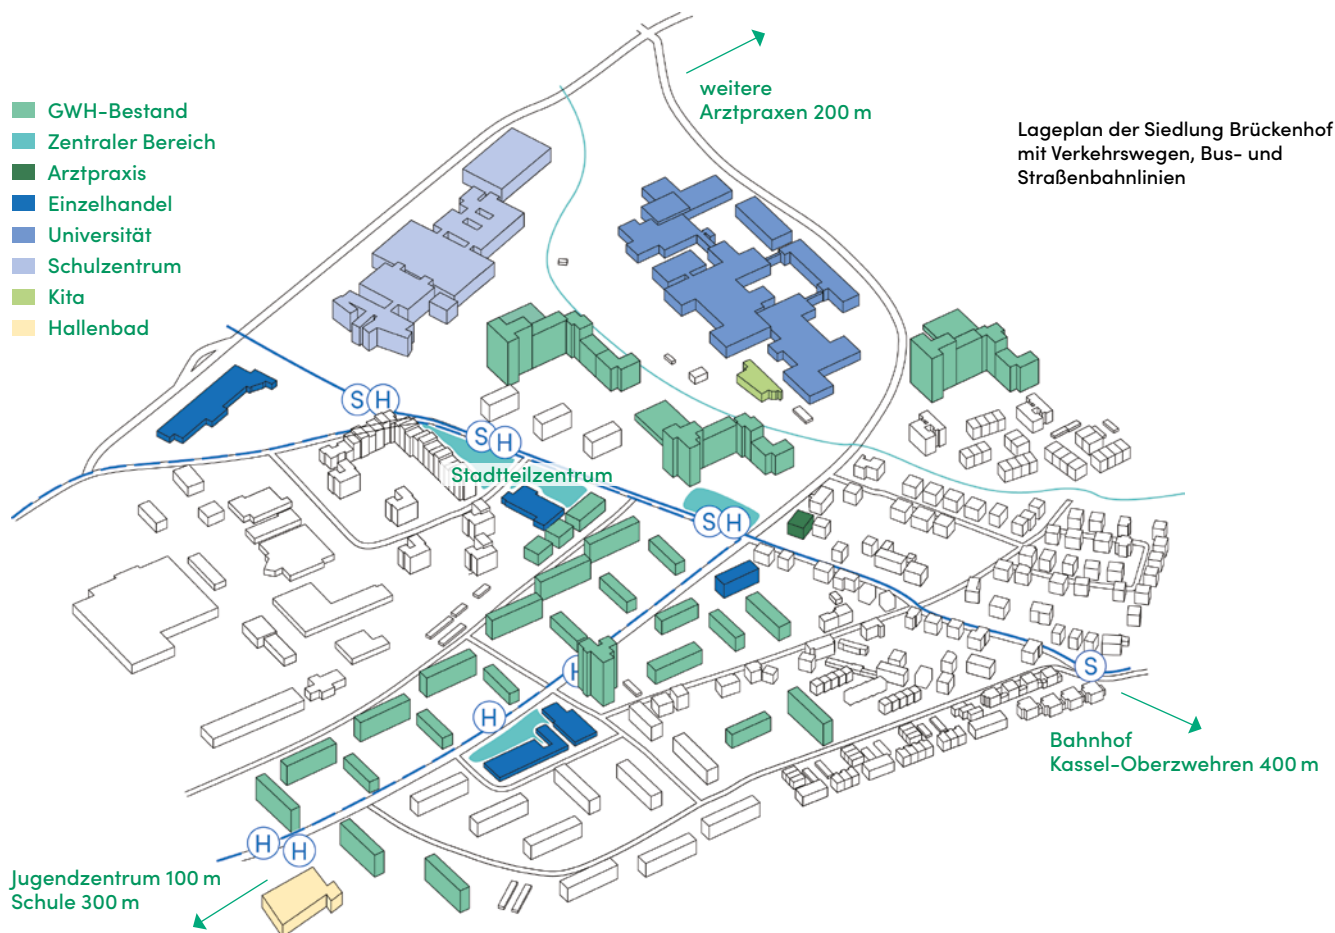 weitere
Arztpraxen 200 m
GWH-Bestand
Zentraler Bereich
Arztpraxis
Einzelhandel
Universität
Schulzentrum
Kita
Hallenbad
Lageplan der Siedlung Brückenhof
mit Verkehrswegen, Bus- und
Straßenbahnlinien
S H
S H
Stadtteilzentrum
S H
H
S
H
Bahnhof
Kassel-Oberzwehren 400 m
H
H
Jugendzentrum 100 m
Schule 300 m